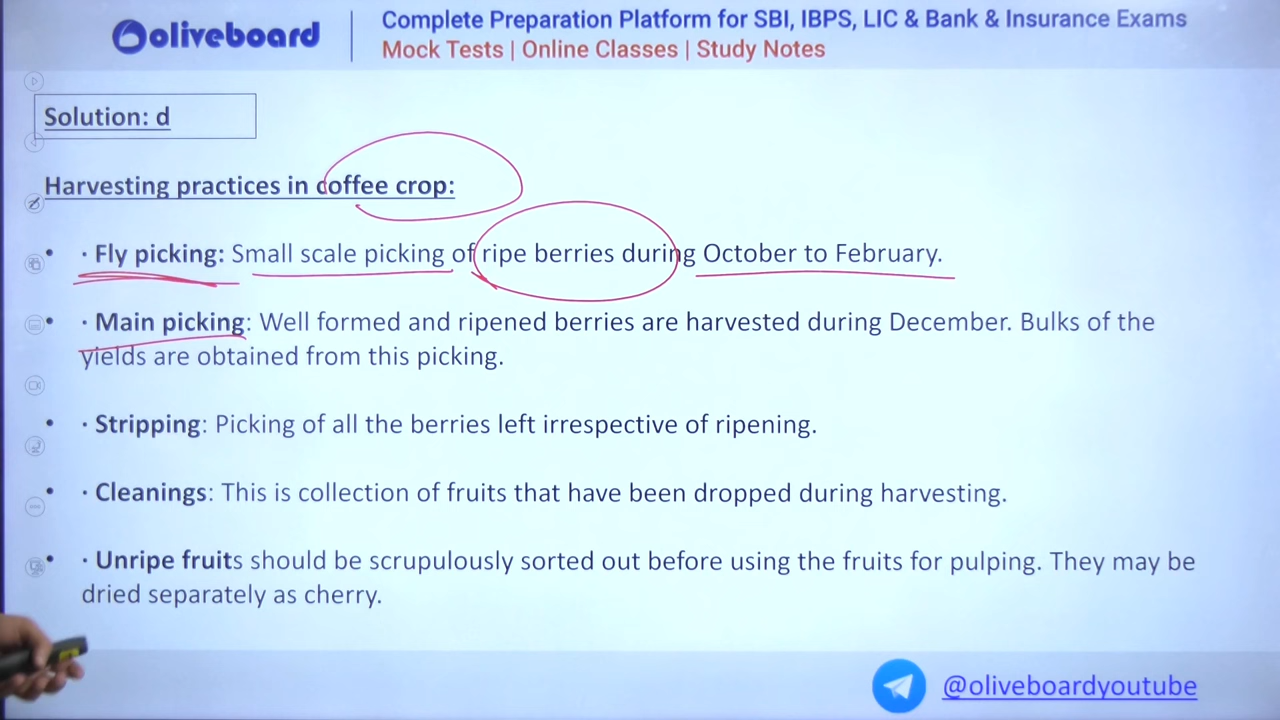 oliveboard
Complete Preparation Platform for SBI, IBPS, LIC & Bank & Insurance Exams
Mock Tests | Online Classes | Study Notes
Solution: d
Harvesting practices in coffee crop:
• · Fly picking: Small scale picking of ripe berries during October to February.
• · Main picking: Well formed and ripened berries are harvested during December. Bulks of the
yields are obtained from this picking.
• · Stripping: Picking of all the berries left irrespective of ripening.
• · Cleanings: This is collection of fruits that have been dropped during harvesting.
• · Unripe fruits should be scrupulously sorted out before using the fruits for pulping. They may be
dried separately as cherry.
@oliveboardyoutube